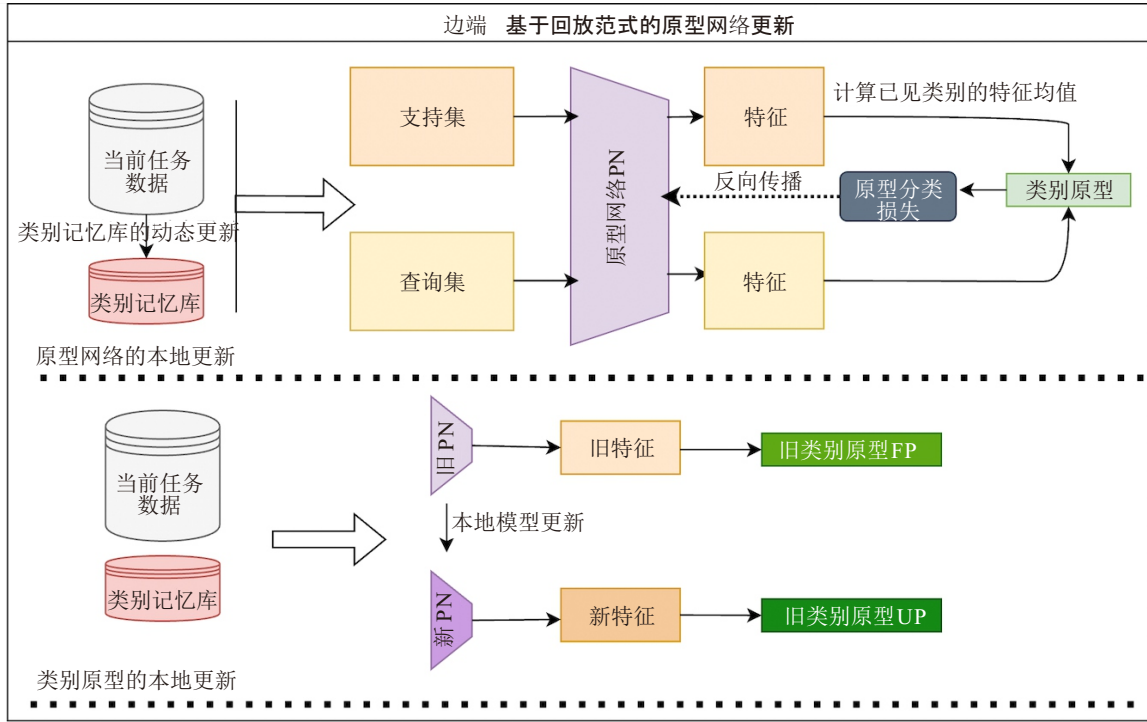 边端 基于回放范式的原型网络更新
当前任务
数据
类别记忆库的动态更新
类别记忆库
原型网络的本地更新
支持集
查询集
原型网络PN
特征
特征
计算已见类别的特征均值
反向传播
原型分类
损失
类别原型
当前任务
数据
类别记忆库
类别原型的本地更新
旧PN
旧特征
旧类别原型FP
本地模型更新
新PN
新特征
旧类别原型UP